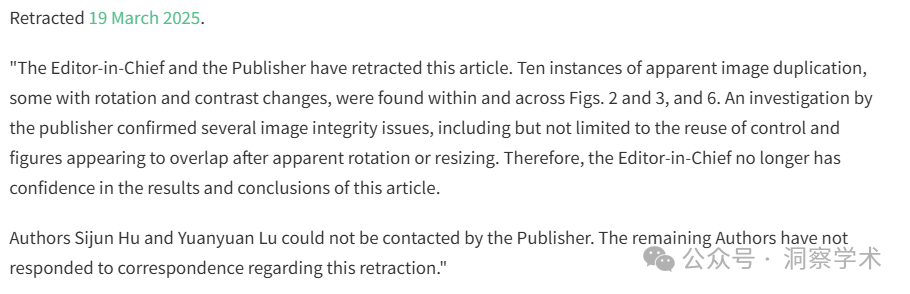 Retracted 19 March 2025.
"The Editor-in-Chief and the Publisher have retracted this article. Ten instances of apparent image duplication,
some with rotation and contrast changes, were found within and across Figs. 2 and 3, and 6. An investigation by
the publisher confirmed several image integrity issues, including but not limited to the reuse of control and
figures appearing to overlap after apparent rotation or resizing. Therefore, the Editor-in-Chief no longer has
confidence in the results and conclusions of this article.
Authors Sijun Hu and Yuanyuan Lu could not be contacted by the Publisher. The remaining Authors have not
responded to correspondence regarding this retraction."
公众号 · 洞察学术